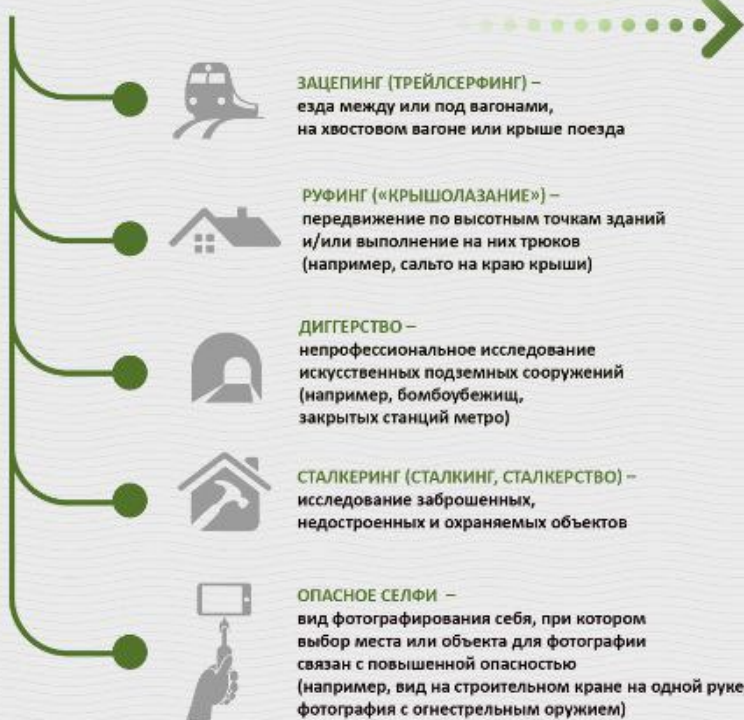 ЗАЦЕПИНГ (ТРЕЙЛСЕРФИНГ) –
езда между или под вагонами,
на хвостовом вагоне или крыше поезда
РУФИНГ («КРЫШОЛАЗАНИЕ») –
передвижение по высотным точкам зданий
и/или выполнение на них трюков
(например, сальто на краю крыши)
ДИГГЕРСТВО –
непрофессиональное исследование
искусственных подземных сооружений
(например, бомбоубежищ,
закрытых станций метро)
СТАЛКЕРИНГ (СТАЛКИНГ, СТАЛКЕРСТВО) –
исследование заброшенных,
недостроенных и охраняемых объектов
ОПАСНОЕ СЕЛФИ –
вид фотографирования себя, при котором
выбор места или объекта для фотографии
связан с повышенной опасностью
(например, вид на строительном кране на одной руке
фотография с огнестрельным оружием)